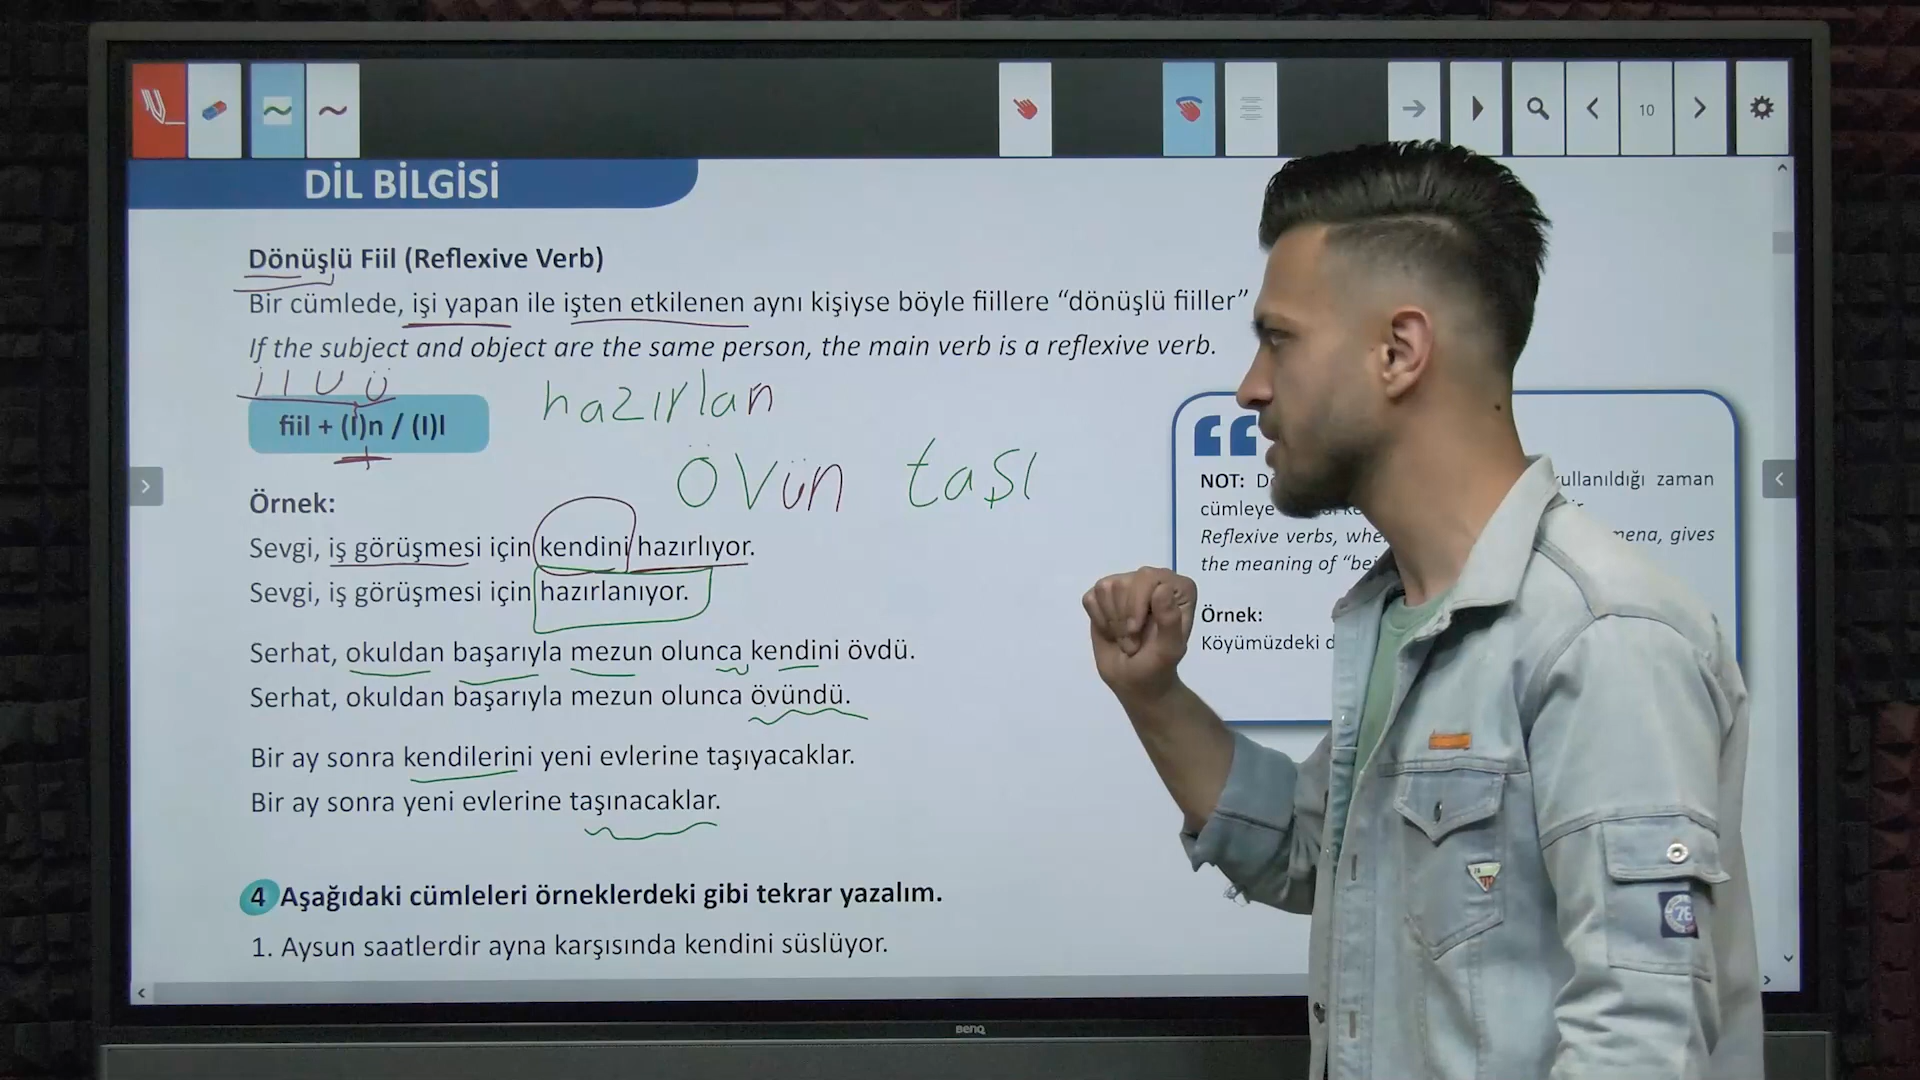 10
DİL BİLGİSİ
Dönüşlü Fiil (Reflexive Verb)
Bir cümlede, işi yapan ile işten etkilenen aynı kişiyse böyle fiillere “dönüşlü fiiller”
If the subject and object are the same person, the main verb is a reflexive verb.
i ı u ü
fiil + (I)n / (I)l
hazırlan
övün taşı
Örnek:
Sevgi, iş görüşmesi için kendini hazırlıyor.
Sevgi, iş görüşmesi için hazırlanıyor.
Serhat, okuldan başarıyla mezun olunca kendini övdü.
Serhat, okuldan başarıyla mezun olunca övündü.
Bir ay sonra kendilerini yeni evlerine taşıyacaklar.
Bir ay sonra yeni evlerine taşınacaklar.
4 Aşağıdaki cümleleri örneklerdeki gibi tekrar yazalım.
1. Aysun saatlerdir ayna karşısında kendini süslüyor.
NOT: zaman
cümleye
Reflexive verbs, gives
the meaning of
Örnek:
Köyümüzdeki
BenQ
76